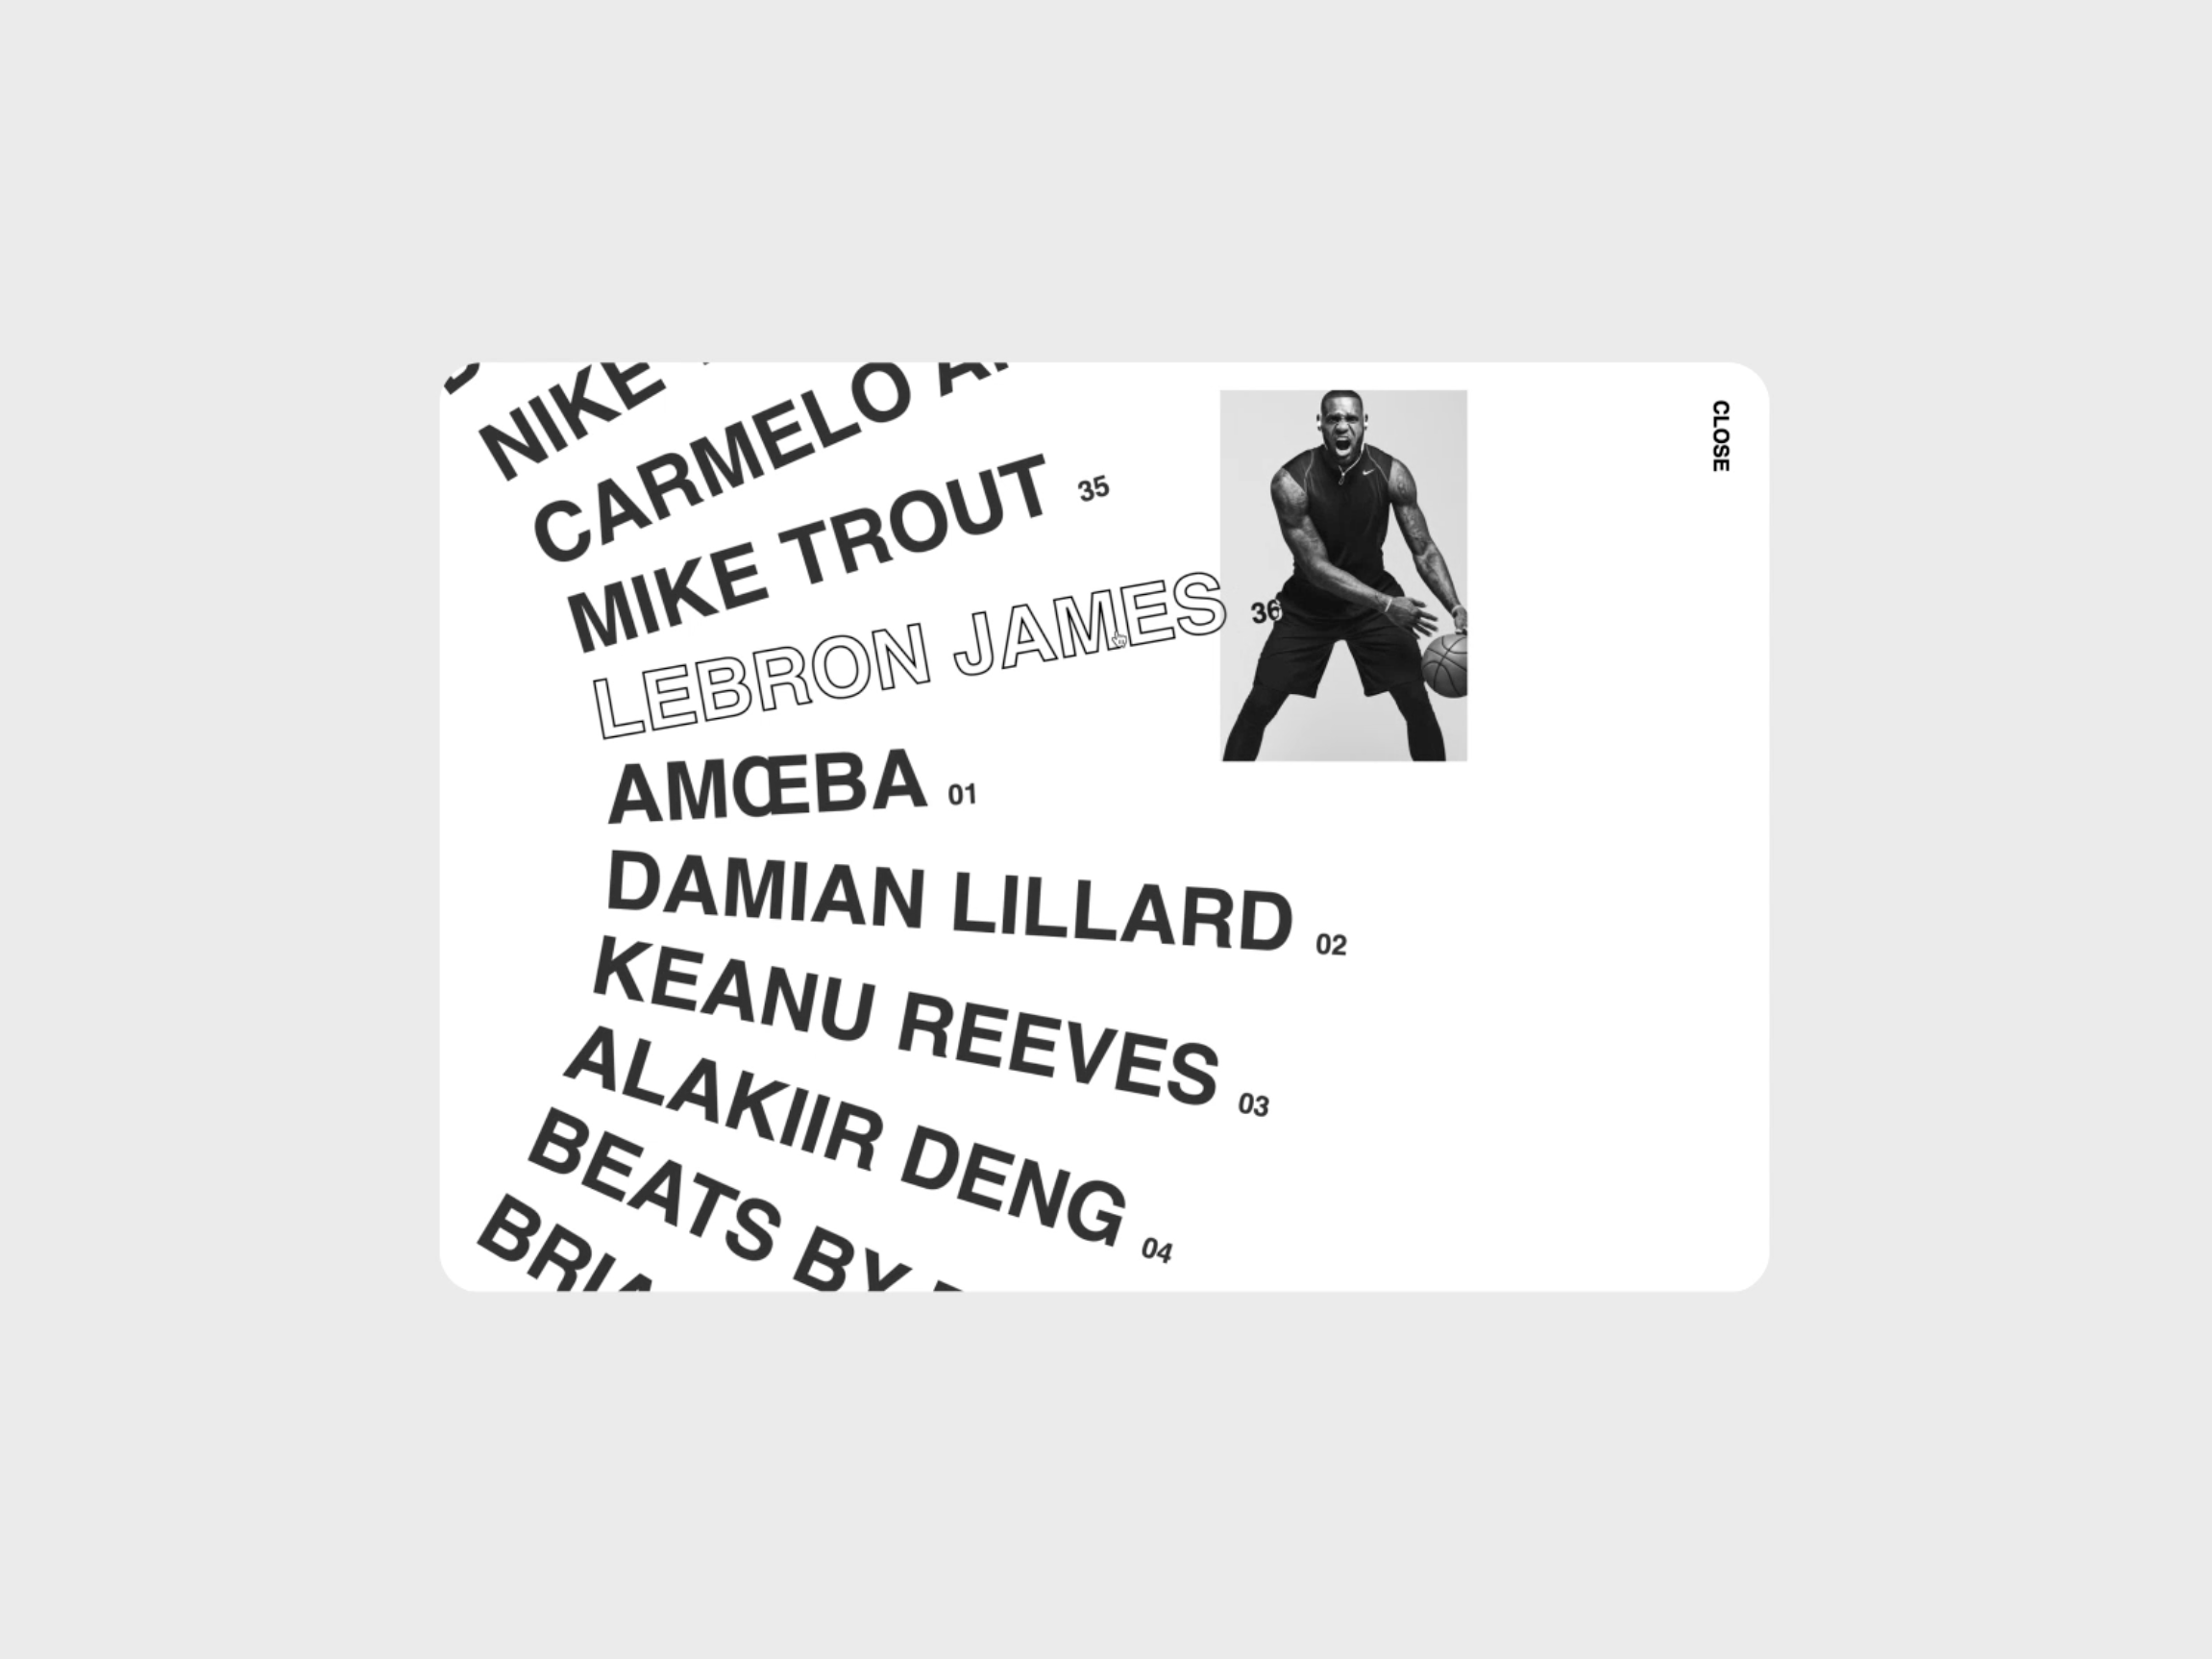 NIKE
CARMELO
MIKE TROUT 35
LEBRON JAMES 36
AMŒBA 01
DAMIAN LILLARD 02
KEANU REEVES 03
ALAKIIR DENG 04
BEATS BY
CLOSE